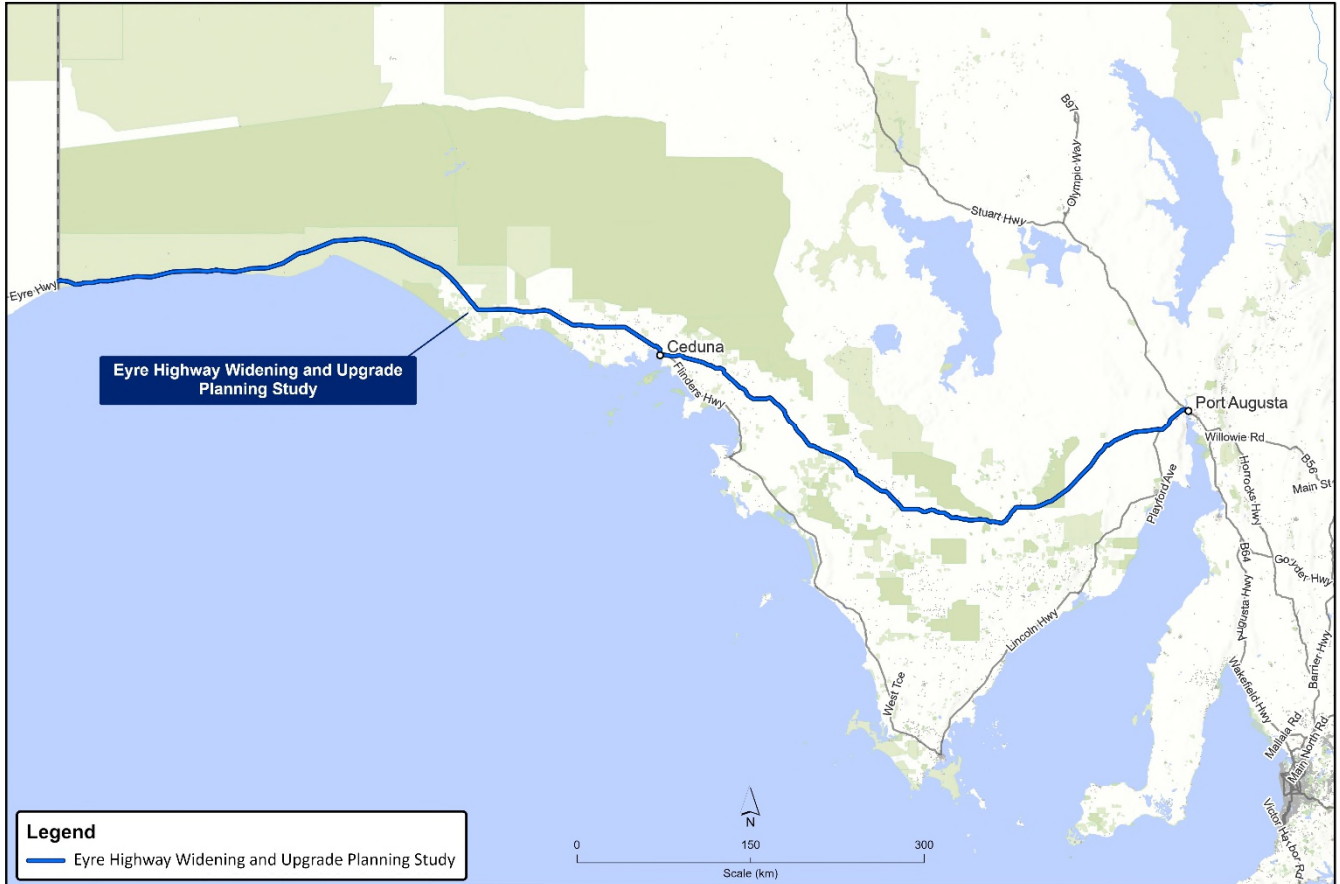 B97
Olympic Way
Stuart Hwy
Eyre Hwy
Eyre Highway Widening and Upgrade
Planning Study
Ceduna
Flinders Hwy
Port Augusta
Willowie Rd
Horrocks Hwy
B56
Main St
Playford Ave
B64
Goyder Hwy
Augusta Hwy
Lincoln Hwy
Barrier Hwy
Wakefield Hwy
West Tce
Mallala Rd
Main North Rd
Victor Harbor Rd
N
0 150 300
Scale (km)
Legend
Eyre Highway Widening and Upgrade Planning Study